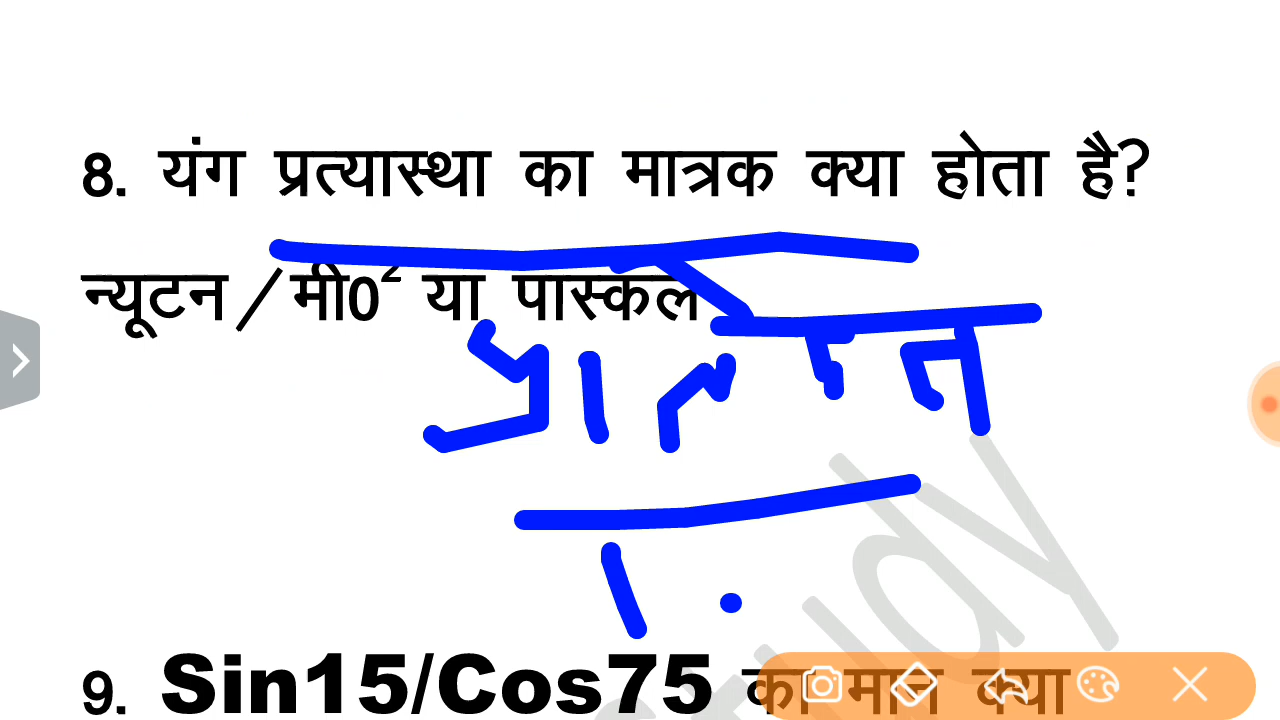 8. यंग प्रत्यास्था का मात्रक क्या होता है?
न्यूटन/मी0² या पास्कल
9. Sin15/Cos75 का मान क्या